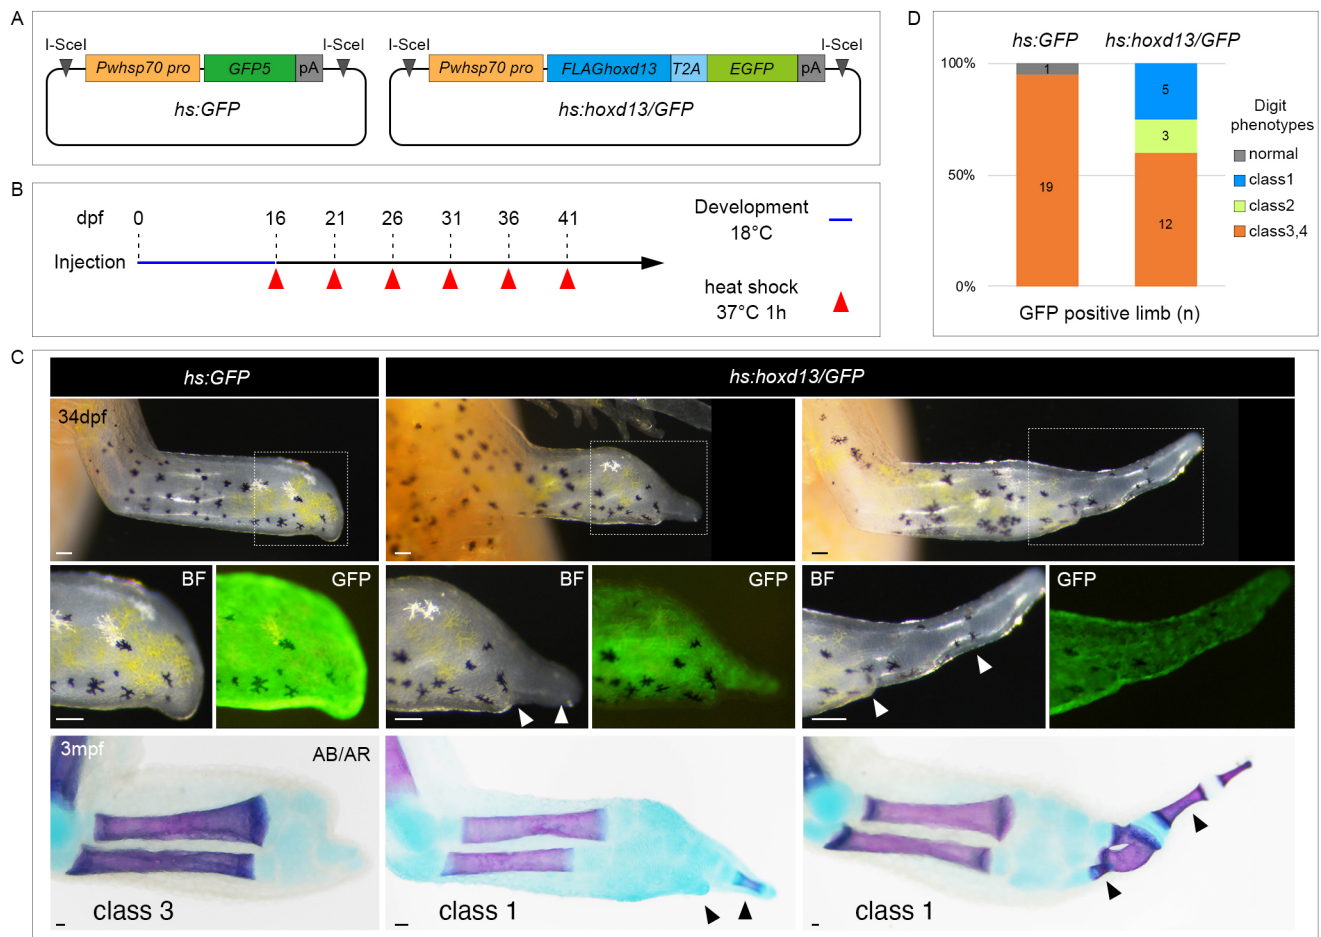 A
I-SceI
I-SceI
Pwhsp70 pro
GFP5
pA
hs:GFP
I-SceI
I-SceI
Pwhsp70 pro
FLAGhoxd13
T2A
EGFP
pA
hs:hoxd13/GFP
B
dpf 0 16 21 26 31 36 41
Injection
Development
18°C
heat shock
37°C 1h
D
hs:GFP hs:hoxd13/GFP
100%
50%
0%
1
19
5
3
12
Digit
phenotypes
normal
class1
class2
class3,4
GFP positive limb (n)
C
hs:GFP
hs:hoxd13/GFP
34dpf
BF
GFP
BF
GFP
BF
GFP
3mpf
AB/AR
class 3
class 1
class 1